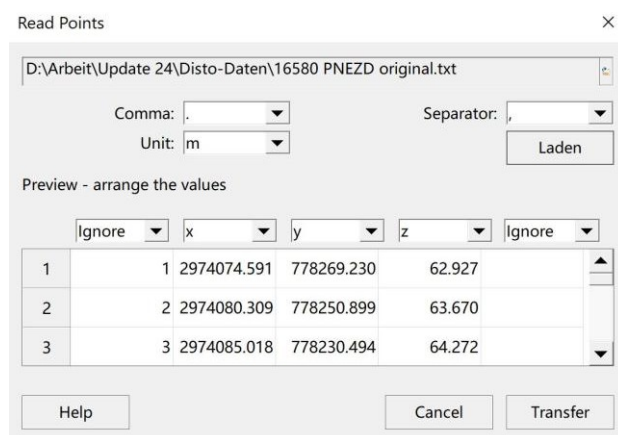 Read Points
D:\Arbeit\Update 24\Disto-Daten\16580 PNEZD original.txt
Comma: . Separator: ,
Unit: m Laden
Preview - arrange the values
Ignore x y z Ignore
1 1 2974074.591 778269.230 62.927
2 2 2974080.309 778250.899 63.670
3 3 2974085.018 778230.494 64.272
Help Cancel Transfer